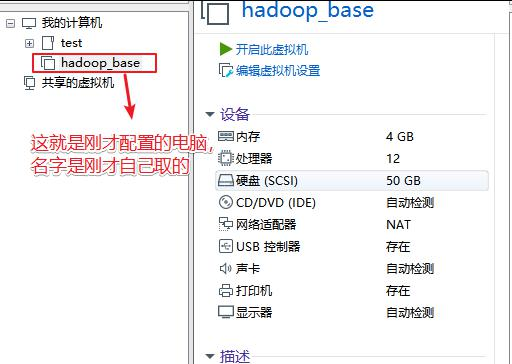 我的计算机
test
hadoop_base
共享的虚拟机
这就是刚才配置的电脑,
名字是刚才自己取的
hadoop_base
开启此虚拟机
编辑虚拟机设置
设备
内存 4 GB
处理器 12
硬盘 (SCSI) 50 GB
CD/DVD (IDE) 自动检测
网络适配器 NAT
USB 控制器 存在
声卡 自动检测
打印机 存在
显示器 自动检测
描述